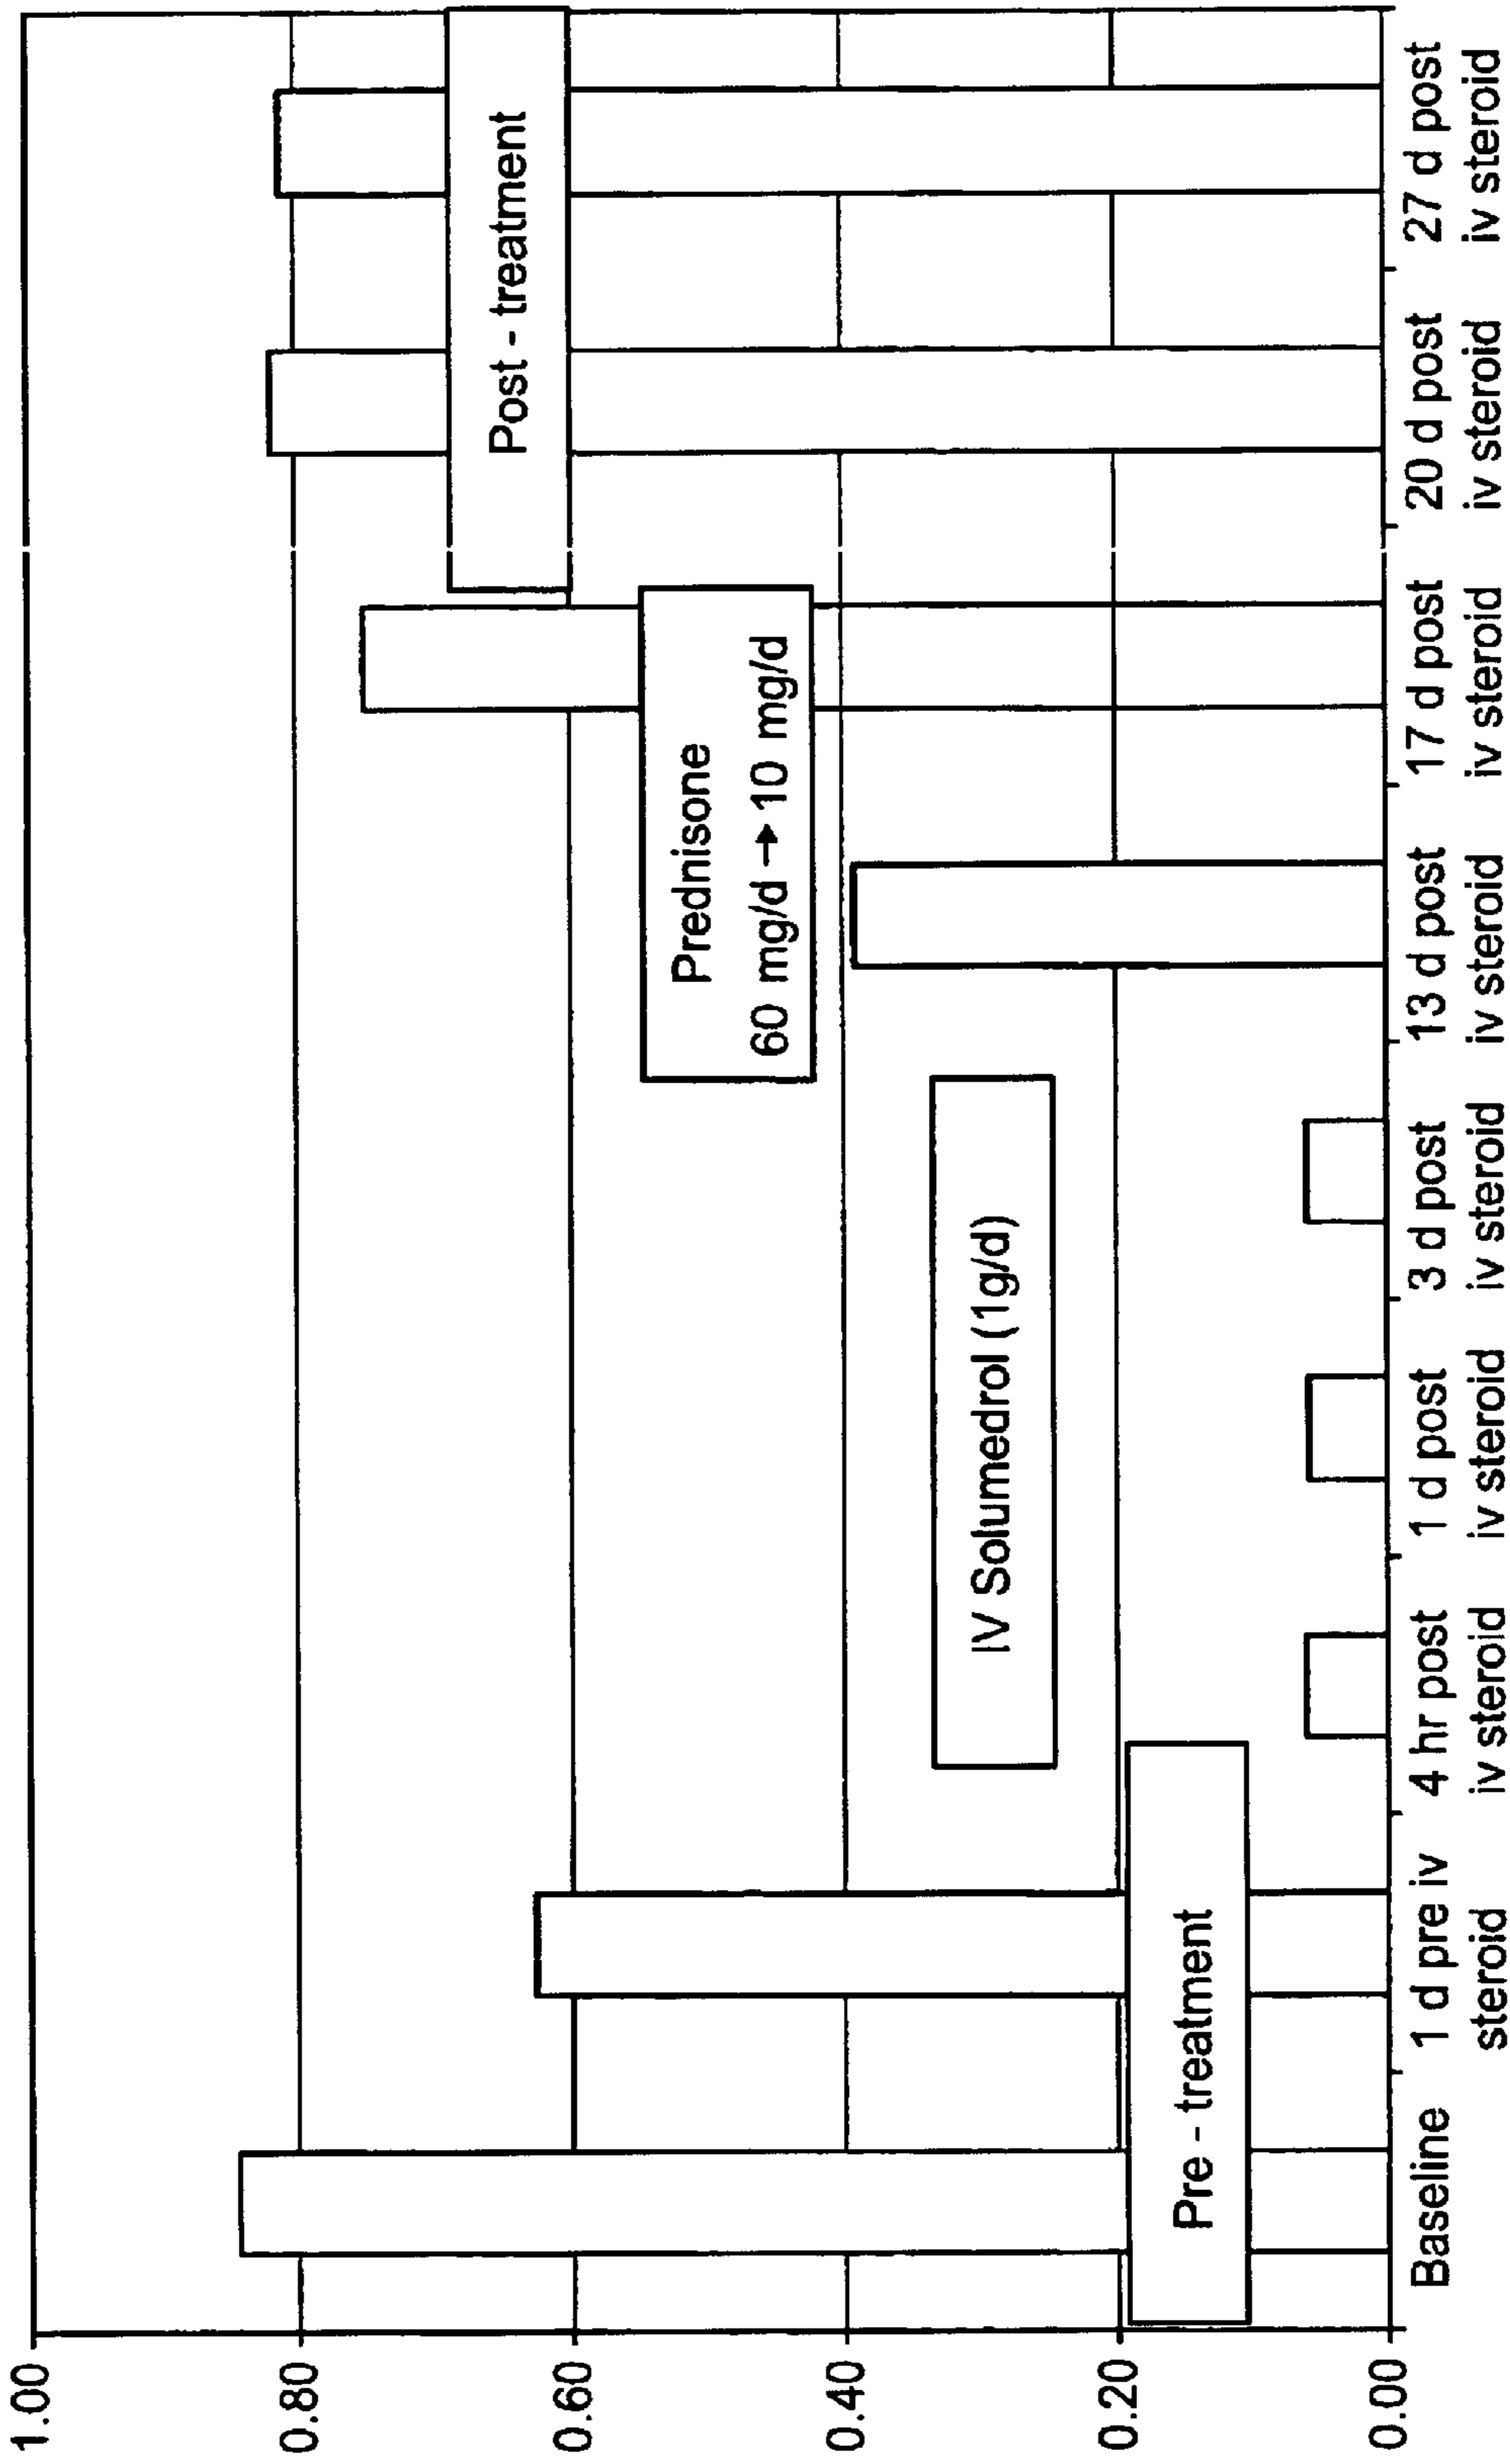 1.00
0.80
0.60
0.40
0.20
0.00
Post - treatment
Prednisone
60 mg/d → 10 mg/d
IV Solumedrol (1g/d)
Pre - treatment
Baseline
1 d pre iv
steroid
4 hr post
iv steroid
1 d post
iv steroid
3 d post
iv steroid
13 d post
iv steroid
17 d post
iv steroid
20 d post
iv steroid
27 d post
iv steroid